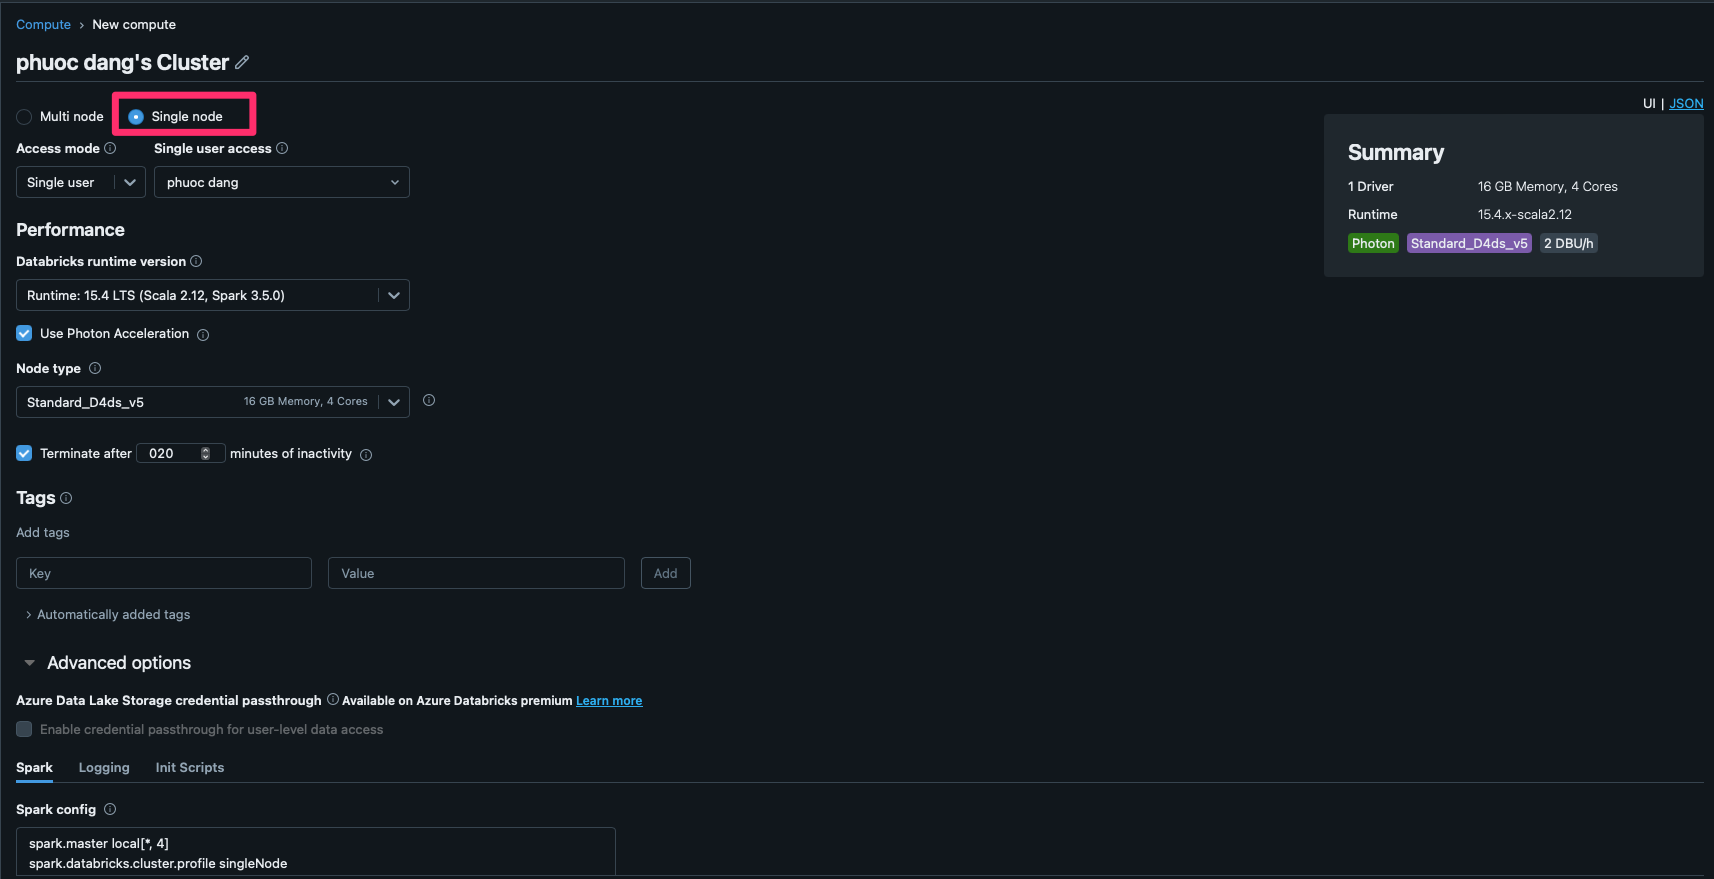 Compute › New compute
phuoc dang's Cluster
Multi node Single node
UI | JSON
Access mode Single user access
Single user phuoc dang
Summary
1 Driver 16 GB Memory, 4 Cores
Runtime 15.4.x-scala2.12
Photon Standard_D4ds_v5 2 DBU/h
Performance
Databricks runtime version
Runtime: 15.4 LTS (Scala 2.12, Spark 3.5.0)
Use Photon Acceleration
Node type
Standard_D4ds_v5 16 GB Memory, 4 Cores
Terminate after 020 minutes of inactivity
Tags
Add tags
Key Value Add
Automatically added tags
Advanced options
Azure Data Lake Storage credential passthrough Available on Azure Databricks premium Learn more
Enable credential passthrough for user-level data access
Spark Logging Init Scripts
Spark config
spark.master local[*, 4]
spark.databricks.cluster.profile singleNode